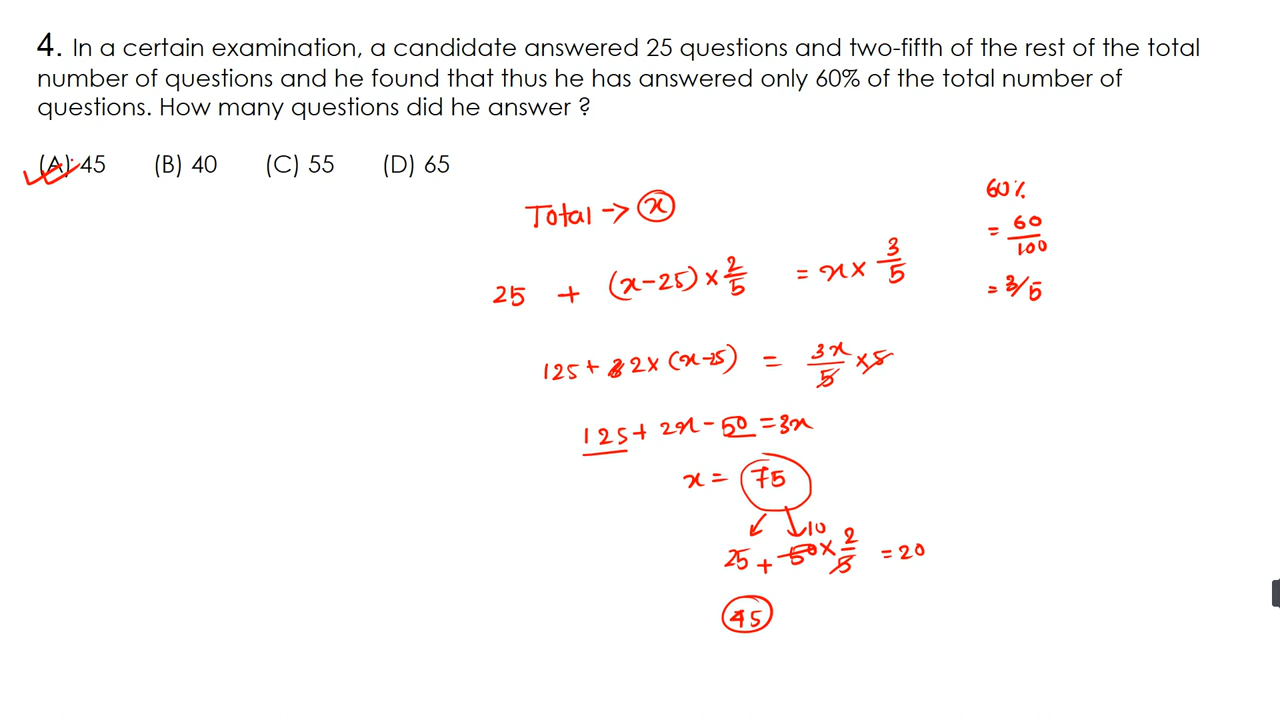 4. In a certain examination, a candidate answered 25 questions and two-fifth of the rest of the total
number of questions and he found that thus he has answered only 60% of the total number of
questions. How many questions did he answer ?
(A) 45 (B) 40 (C) 55 (D) 65
Total → x
60%
= 60/100
= 3/5
25 + (x-25) × 2/5 = x × 3/5
125 + 2 × (x-25) = 3x/5 × 5
125 + 2x - 50 = 3x
x = 75
10
25 + 50 × 2/5 = 20
45